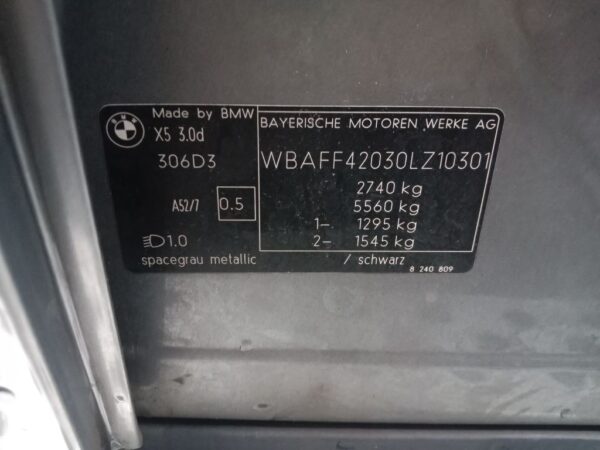 BMW
Made by BMW
X5 3.0d
306D3
A52/7 0.5
1.0
spacegrau metallic / schwarz
BAYERISCHE MOTOREN WERKE AG
WBAFF42030LZ10301
2740 kg
5560 kg
1- 1295 kg
2- 1545 kg
8 240 809